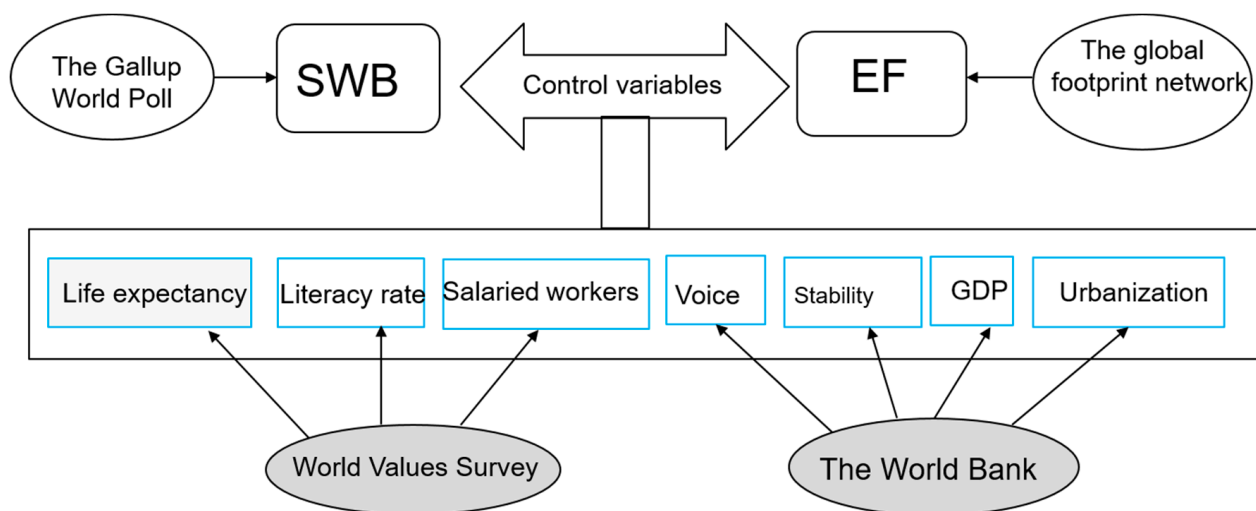 The Gallup
World Poll
SWB
Control variables
EF
The global
footprint network
Life expectancy
Literacy rate
Salaried workers
Voice
Stability
GDP
Urbanization
World Values Survey
The World Bank